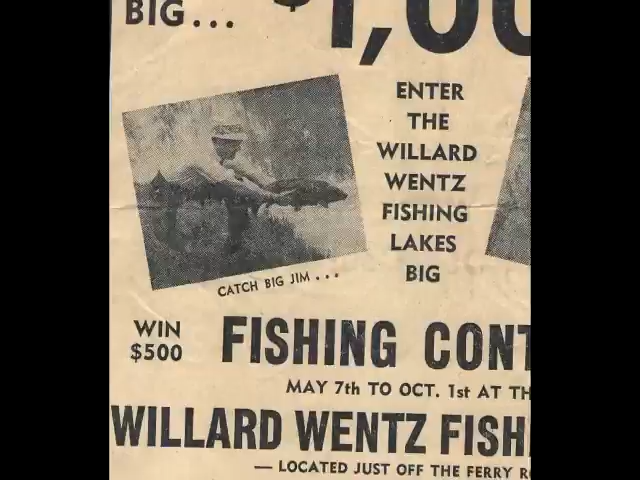 BIG...
ENTER
THE
WILLARD
WENTZ
FISHING
LAKES
BIG
CATCH BIG JIM...
WIN
$500
FISHING CONT
MAY 7th TO OCT. 1st AT TH
WILLARD WENTZ FISH
— LOCATED JUST OFF THE FERRY R